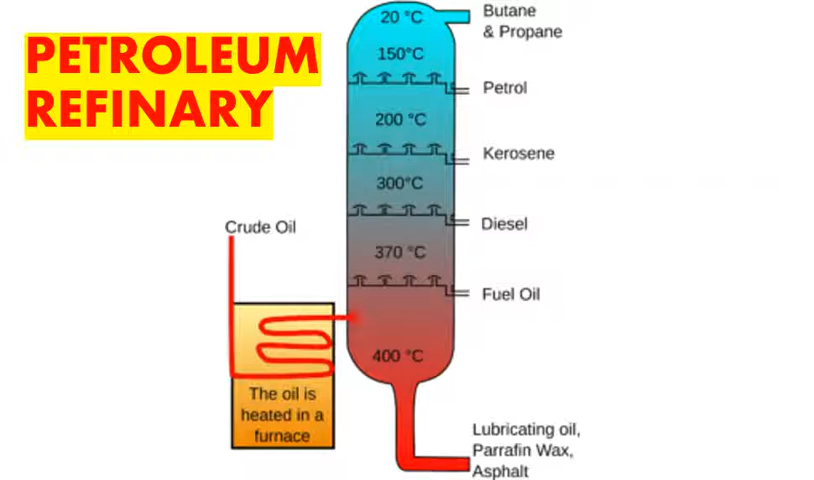 PETROLEUM
REFINARY
20 °C
Butane
& Propane
150°C
Petrol
200 °C
Kerosene
300°C
Diesel
370 °C
Fuel Oil
400 °C
Crude Oil
The oil is
heated in a
furnace
Lubricating oil,
Parrafin Wax,
Asphalt